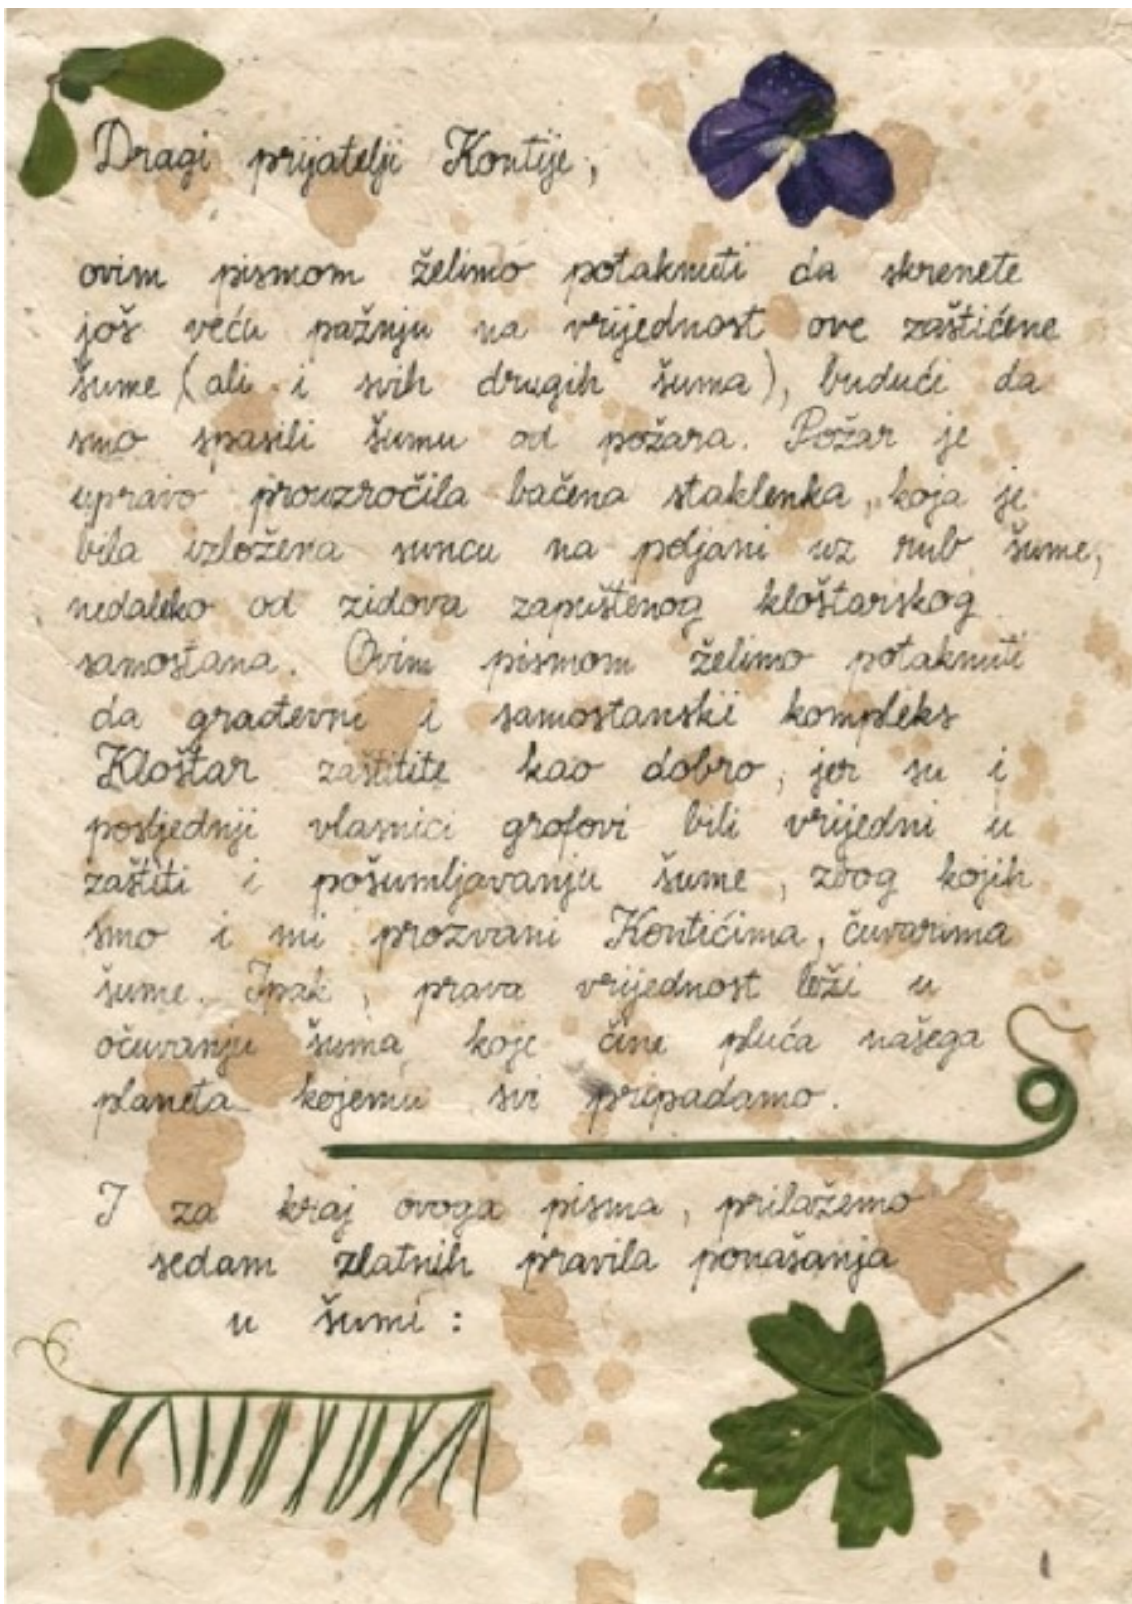 Dragi prijatelji Kontije,
ovim pismom želimo potaknuti da skrenete
još veću pažnju na vrijednost ove zaštićene
šume (ali i svih drugih šuma), budući da
smo spasili šumu od požara. Požar je
upravo prouzročila bačena staklenka, koja je
bila izložena suncu na poljani uz rub šume,
nedaleko od zidova zapuštenog kloštarskog
samostana. Ovim pismom želimo potaknuti
da građevni i samostanski kompleks
Kloštar zaštitite kao dobro, jer su i
posljednji vlasnici grofovi bili vrijedni u
zaštiti i pošumljavanju šume, zbog kojih
smo i mi prozvani Kontićima, čuvarima
šume. Ipak, prava vrijednost leži u
očuvanju šuma koje čine pluća našega
planeta kojemu svi pripadamo.
I za kraj ovoga pisma, prilažemo
sedam zlatnih pravila ponašanja
u šumi:
1